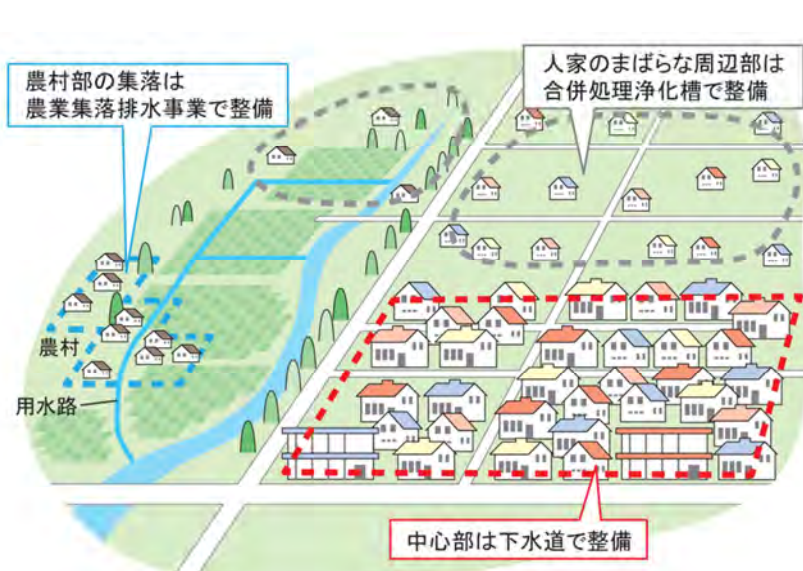 農村部の集落は
農業集落排水事業で整備
人家のまばらな周辺部は
合併処理浄化槽で整備
農村
用水路
中心部は下水道で整備